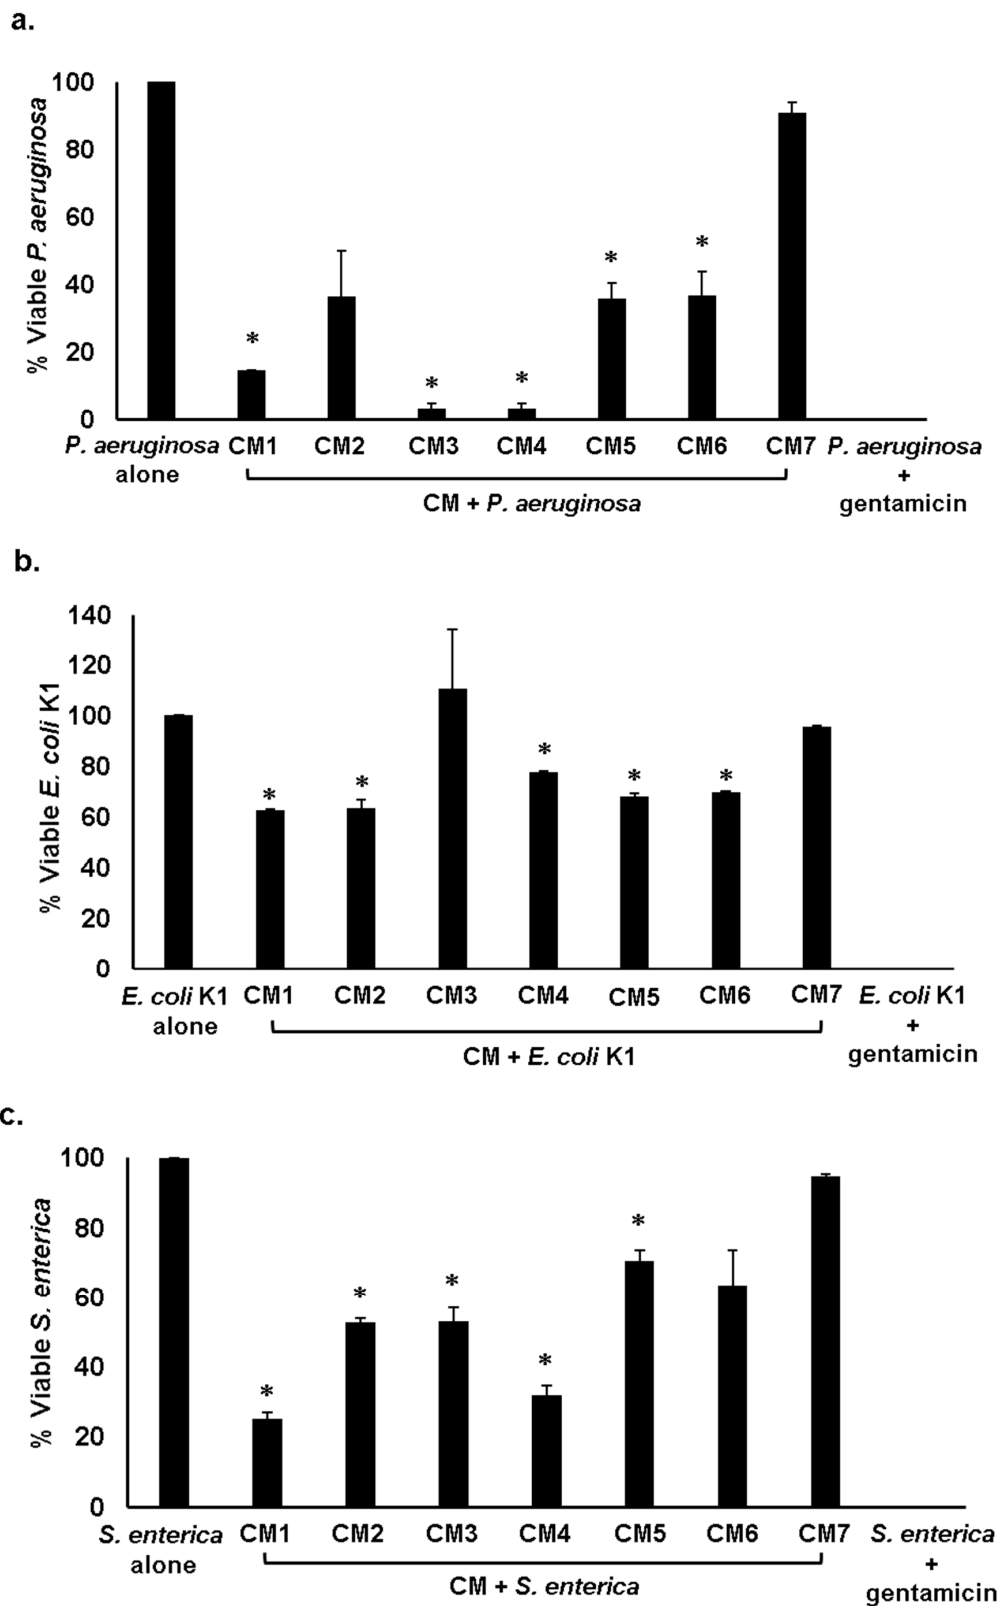 a.
% Viable P. aeruginosa
100
80
60
40
20
0
*
*
*
*
*
P. aeruginosa alone
CM1
CM2
CM3
CM4
CM5
CM6
CM7
P. aeruginosa
+
gentamicin
CM + P. aeruginosa
b.
% Viable E. coli K1
140
120
100
80
60
40
20
0
*
*
*
*
*
E. coli K1
alone
CM1
CM2
CM3
CM4
CM5
CM6
CM7
E. coli K1
+
gentamicin
CM + E. coli K1
c.
% Viable S. enterica
100
80
60
40
20
0
*
*
*
*
*
S. enterica
alone
CM1
CM2
CM3
CM4
CM5
CM6
CM7
S. enterica
+
gentamicin
CM + S. enterica